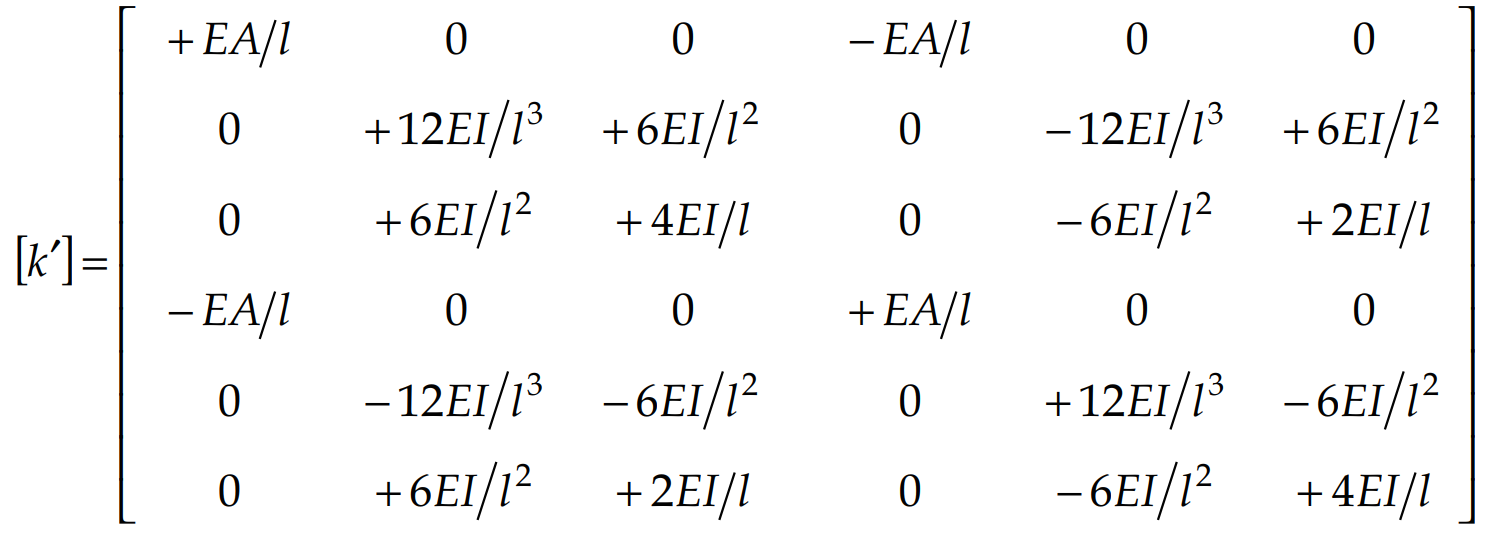 +EA/l 0 0 −EA/l 0 0
0 +12EI/l³ +6EI/l² 0 −12EI/l³ +6EI/l²
0 +6EI/l² +4EI/l 0 −6EI/l² +2EI/l
[k′]=
−EA/l 0 0 +EA/l 0 0
0 −12EI/l³ −6EI/l² 0 +12EI/l³ −6EI/l²
0 +6EI/l² +2EI/l 0 −6EI/l² +4EI/l